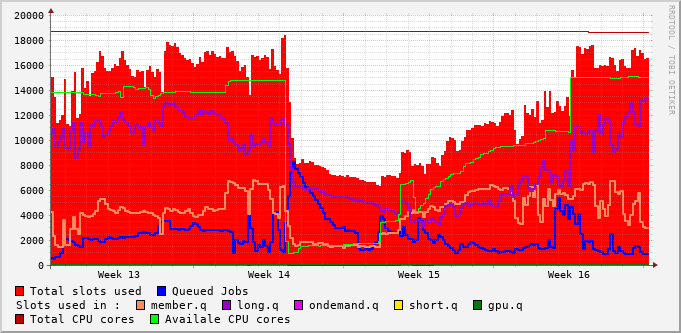 20000
18000
16000
14000
12000
10000
8000
6000
4000
2000
0
Week 13 Week 14 Week 15 Week 16
RRDTOOL / TOBI OETIKER
Total slots used Queued Jobs
Slots used in : member.q long.q ondemand.q short.q gpu.q
Total CPU cores Availale CPU cores